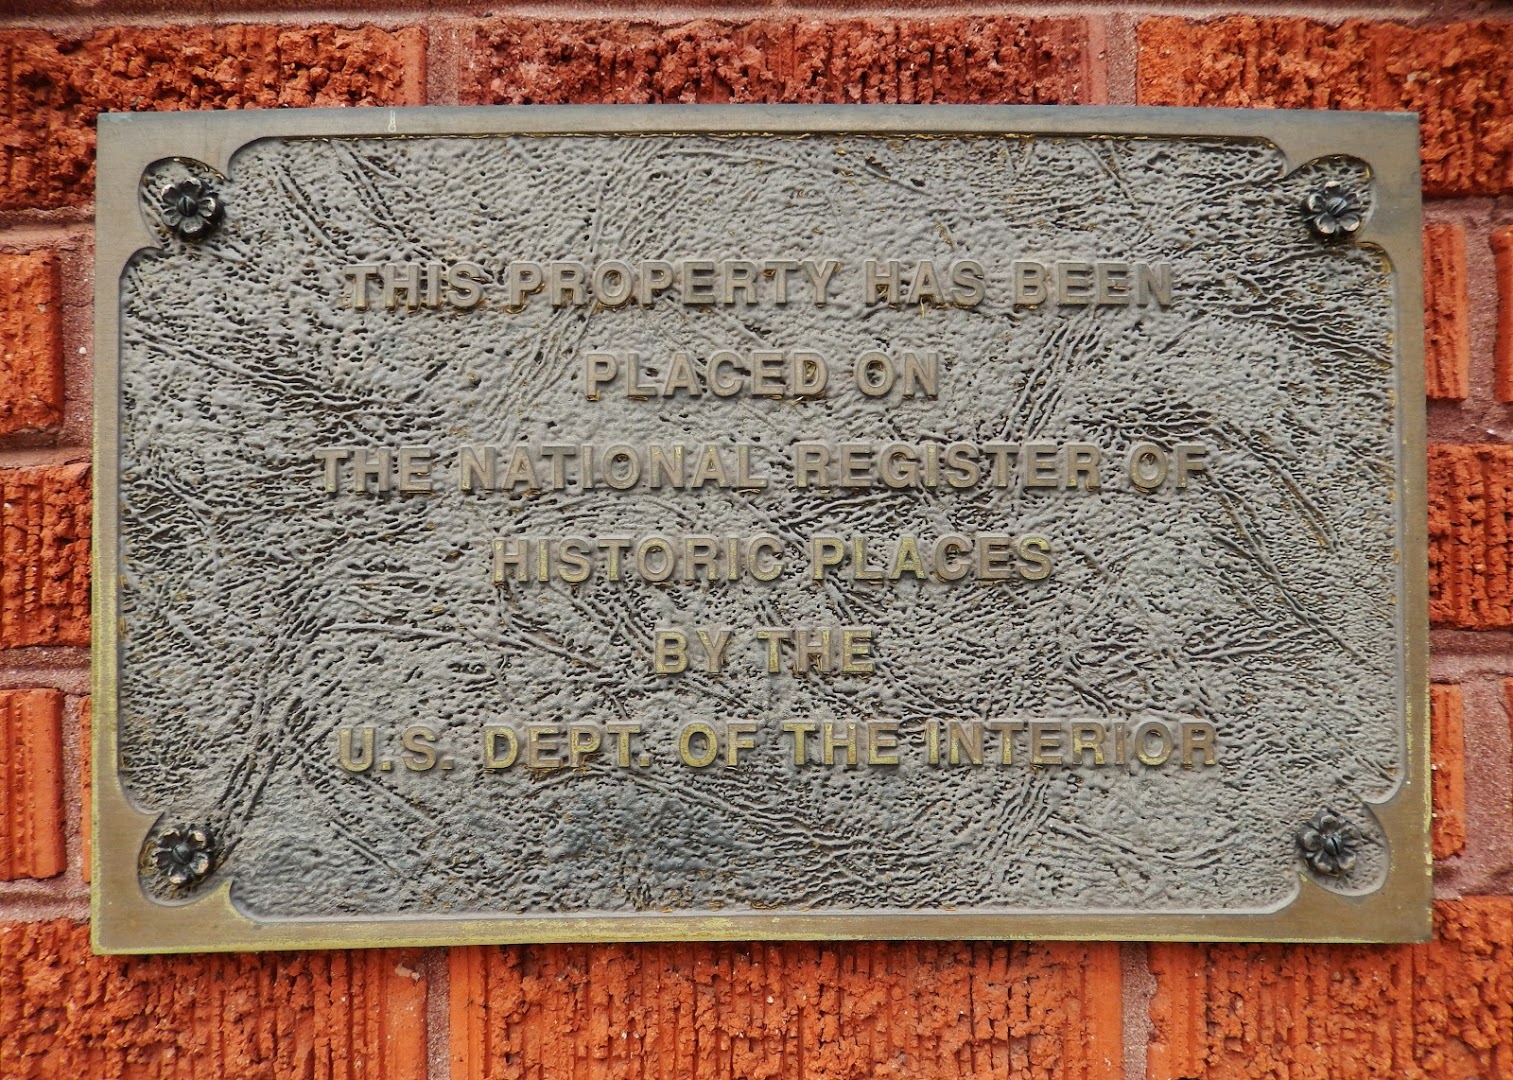 THIS PROPERTY HAS BEEN
PLACED ON
THE NATIONAL REGISTER OF
HISTORIC PLACES
BY THE
U.S. DEPT. OF THE INTERIOR